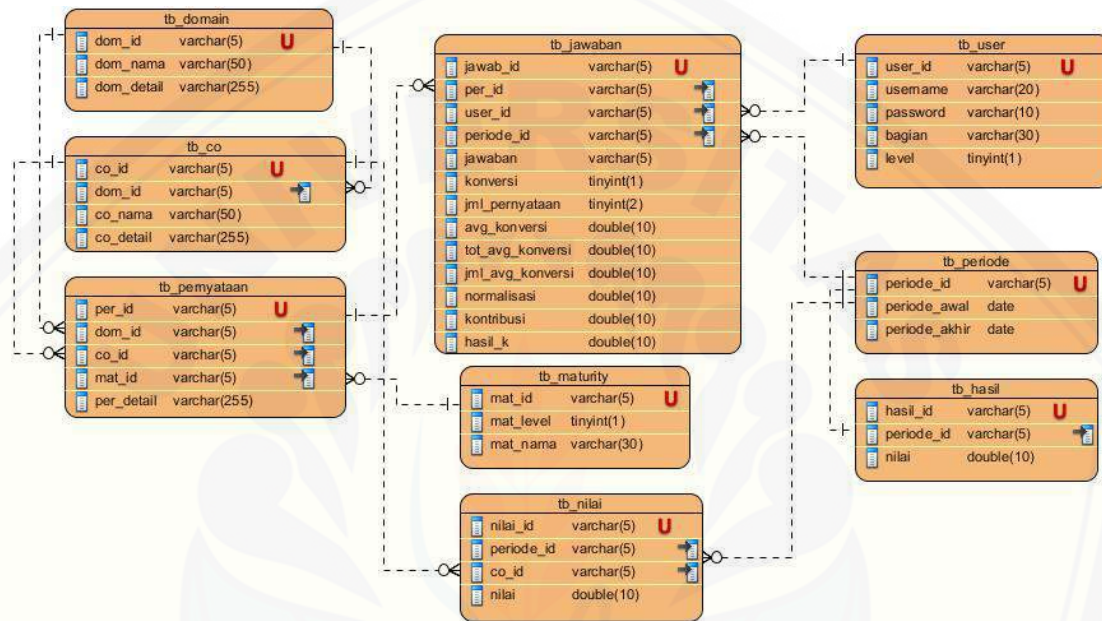 tb_domain
dom_id varchar(5) U
dom_nama varchar(50)
dom_detail varchar(255)
tb_co
co_id varchar(5) U
dom_id varchar(5)
co_nama varchar(50)
co_detail varchar(255)
tb_pernyataan
per_id varchar(5) U
dom_id varchar(5)
co_id varchar(5)
mat_id varchar(5)
per_detail varchar(255)
tb_jawaban
jawab_id varchar(5) U
per_id varchar(5)
user_id varchar(5)
periode_id varchar(5)
jawaban varchar(5)
konversi tinyint(1)
jml_pernyataan tinyint(2)
avg_konversi double(10)
tot_avg_konversi double(10)
jml_avg_konversi double(10)
normalisasi double(10)
kontribusi double(10)
hasil_k double(10)
tb_maturity
mat_id varchar(5) U
mat_level tinyint(1)
mat_nama varchar(30)
tb_nilai
nilai_id varchar(5) U
periode_id varchar(5)
co_id varchar(5)
nilai double(10)
tb_user
user_id varchar(5) U
username varchar(20)
password varchar(10)
bagian varchar(30)
level tinyint(1)
tb_periode
periode_id varchar(5) U
periode_awal date
periode_akhir date
tb_hasil
hasil_id varchar(5) U
periode_id varchar(5)
nilai double(10)